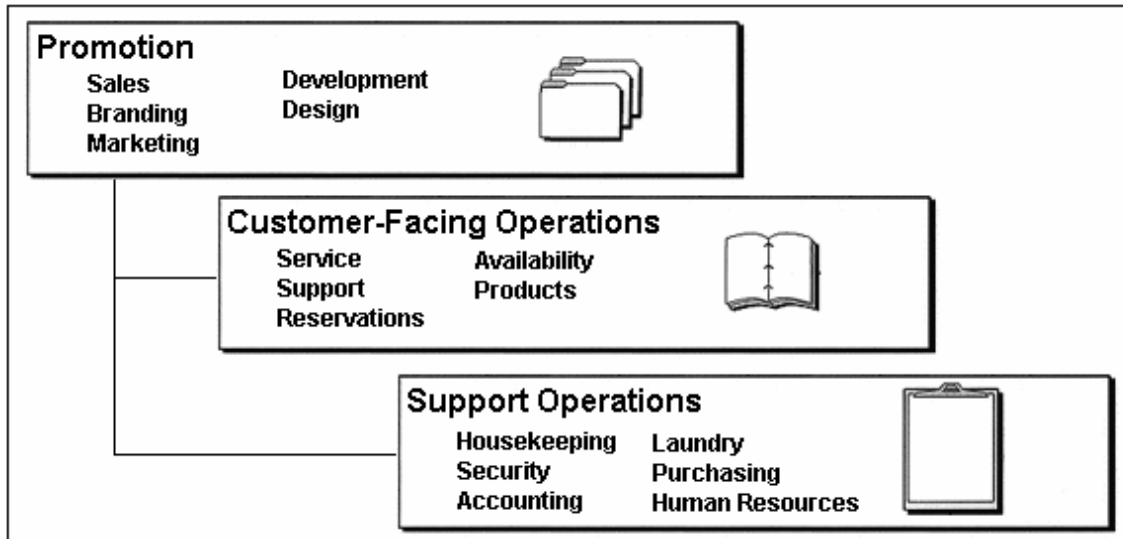 Promotion
Sales
Branding
Marketing
Development
Design
Customer-Facing Operations
Service
Support
Reservations
Availability
Products
Support Operations
Housekeeping
Security
Accounting
Laundry
Purchasing
Human Resources